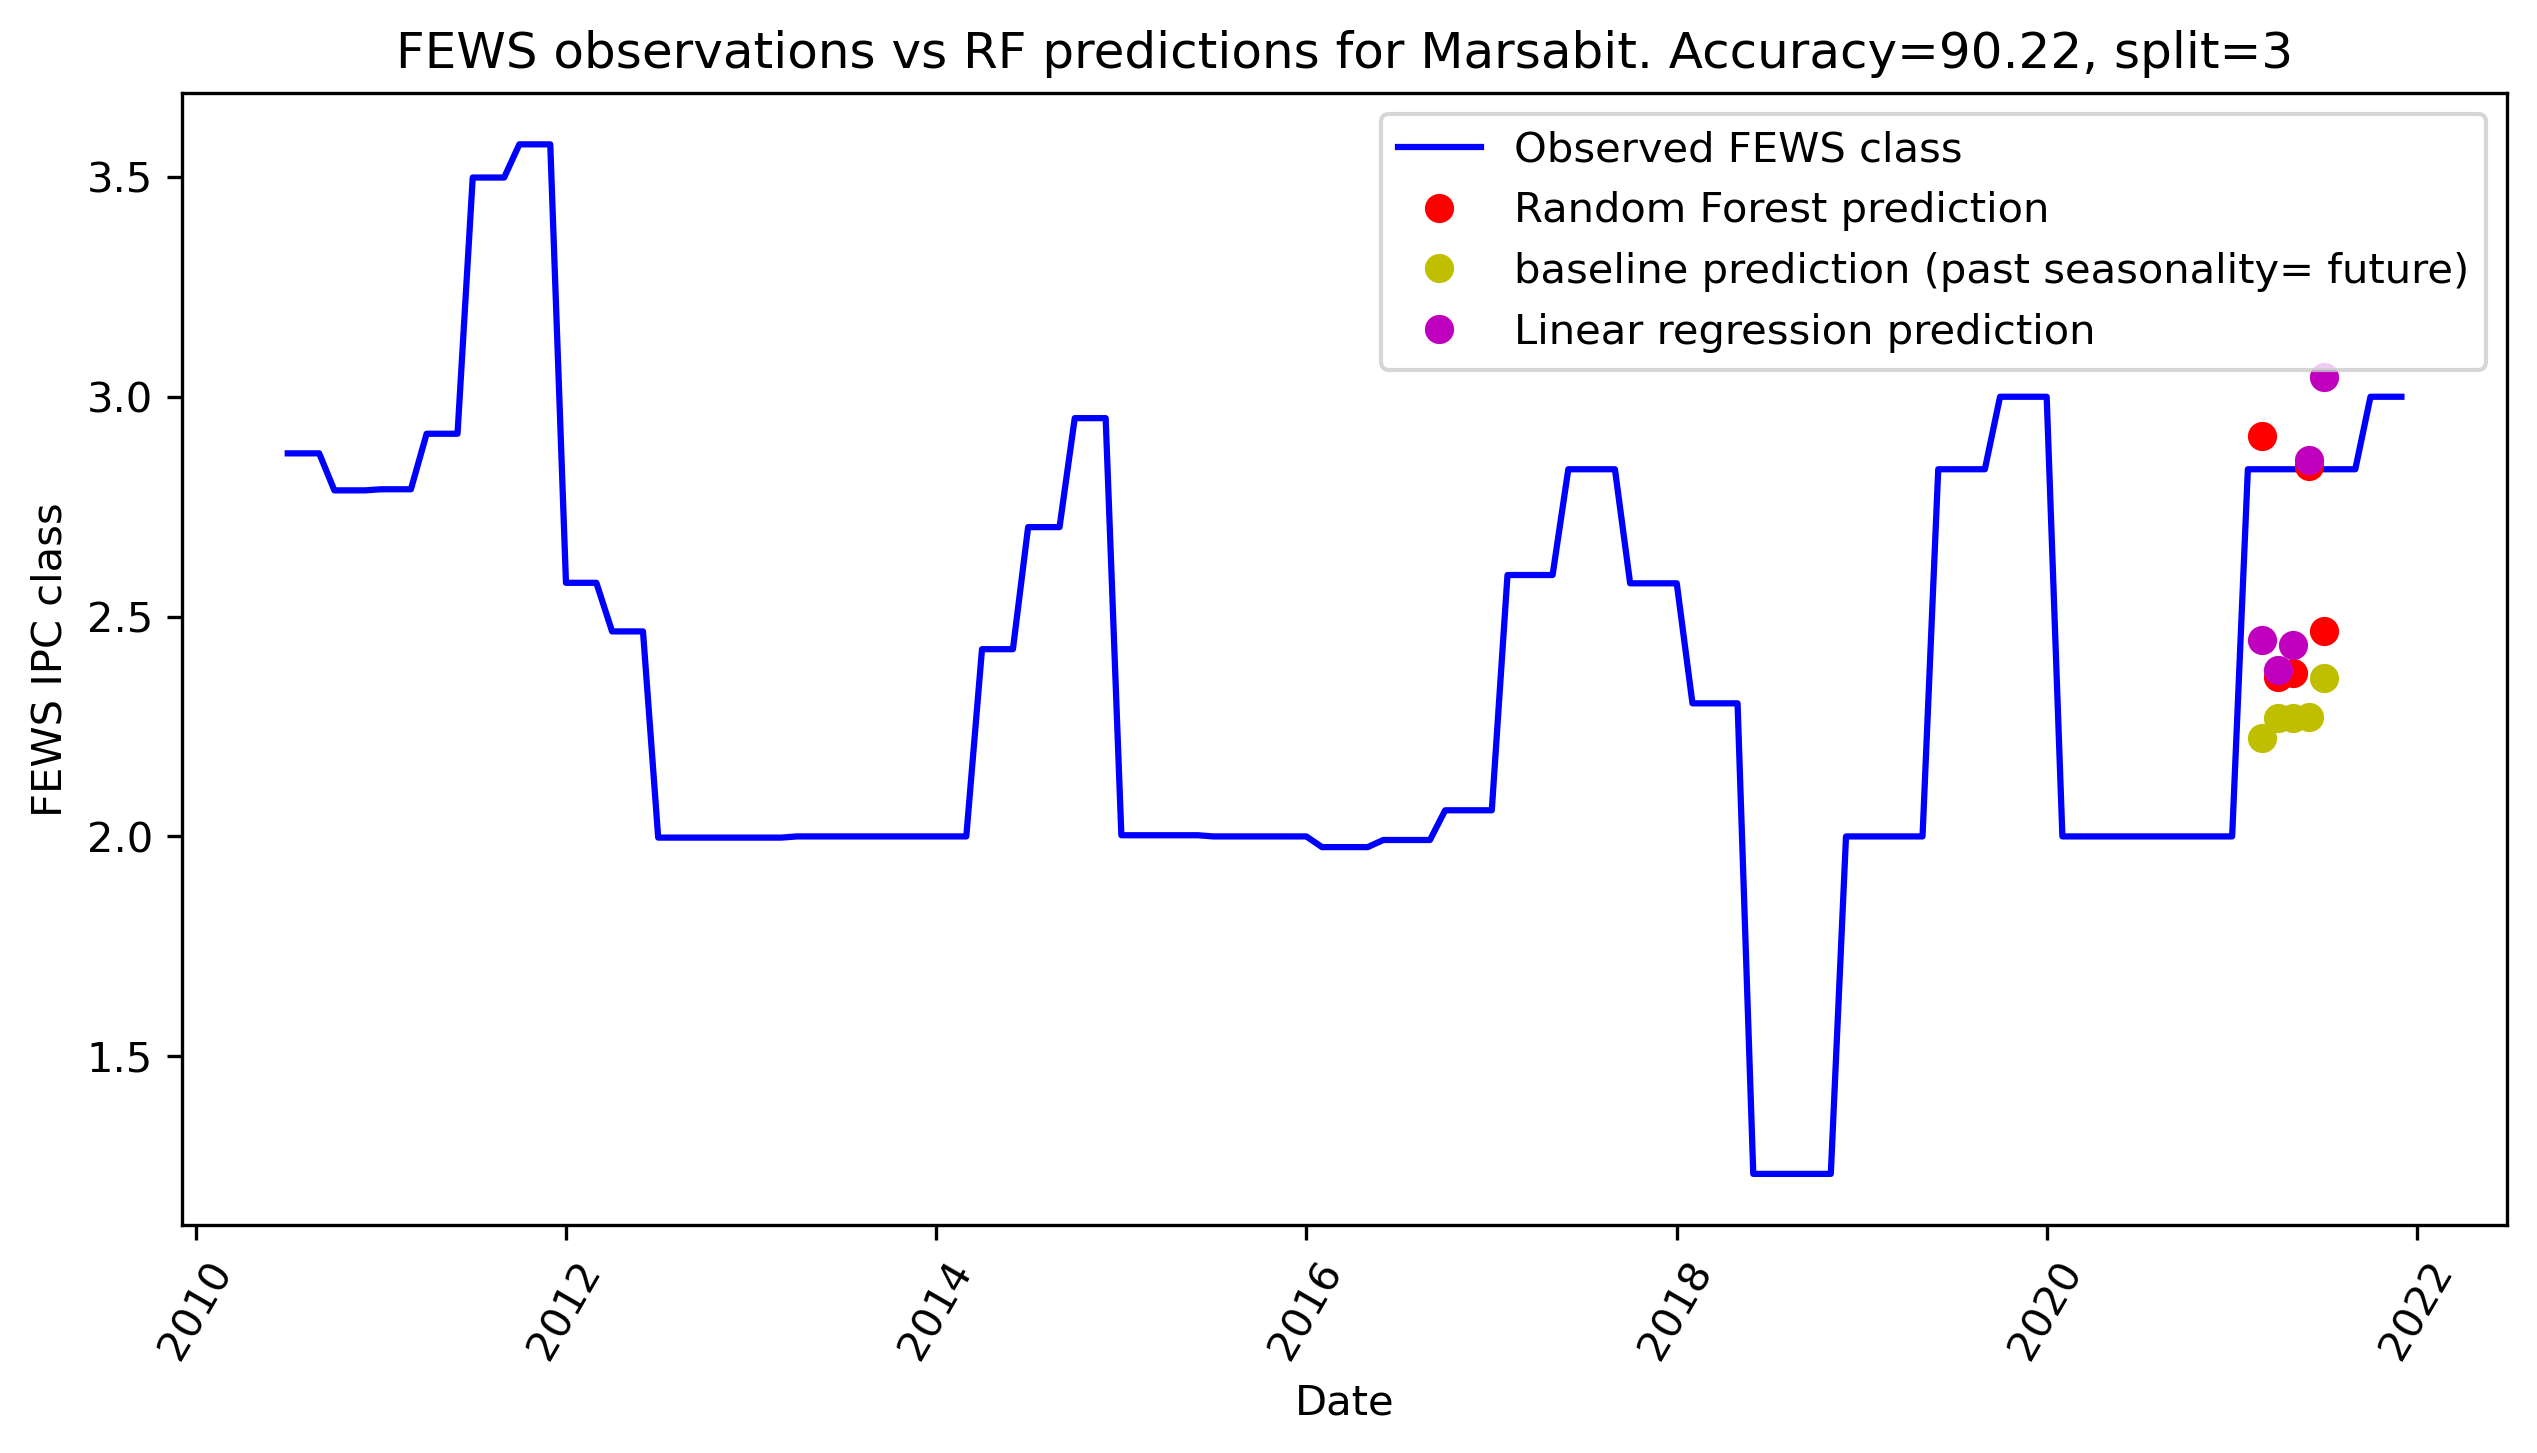 FEWS observations vs RF predictions for Marsabit. Accuracy=90.22, split=3
Observed FEWS class
Random Forest prediction
baseline prediction (past seasonality= future)
Linear regression prediction
FEWS IPC class
3.5
3.0
2.5
2.0
1.5
2010
2012
2014
2016
2018
2020
2022
Date